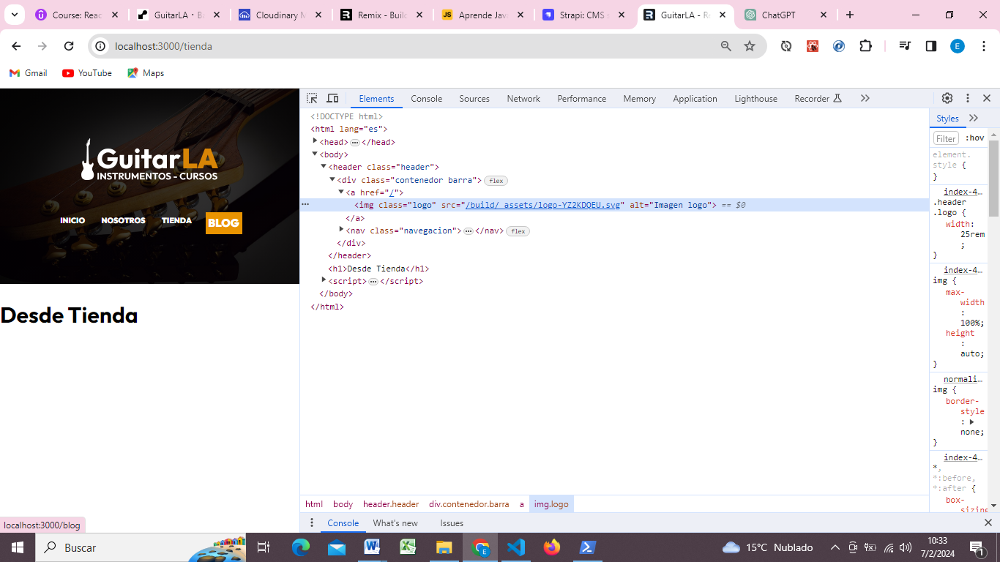 Course: Reac
GuitarLA - Ba
Cloudinary M
Remix - Build
Aprende Java
Strapi: CMS s
GuitarLA - Re
ChatGPT
localhost:3000/tienda
E
Gmail
YouTube
Maps
GuitarLA
INSTRUMENTOS - CURSOS
INICIO
NOSOTROS
TIENDA
BLOG
Desde Tienda
localhost:3000/blog
Elements
Console
Sources
Network
Performance
Memory
Application
Lighthouse
Recorder
<!DOCTYPE html>
<html lang="es">
<head>…</head>
<body>
<header class="header">
<div class="contenedor barra"> flex
<a href="/">
<img class="logo" src="/build/_assets/logo-YZ2KDQEU.svg" alt="Imagen logo"> == $0
</a>
<nav class="navegacion">…</nav> flex
</div>
</header>
<h1>Desde Tienda</h1>
<script>…</script>
</body>
</html>
html
body
header.header
div.contenedor.barra
a
img.logo
Styles
Filter
:hov
element.
style {
}
index-4…
.header
.logo {
width:
25rem
;
}
index-4…
img {
max-
width
:
100%;
height
:
auto;
}
normali…
img {
border-
style
:
none;
}
index-4…
*,
*:before,
*:after {
box-
sizing
Console
What's new
Issues
Buscar
15°C Nublado
10:33
7/2/2024
1